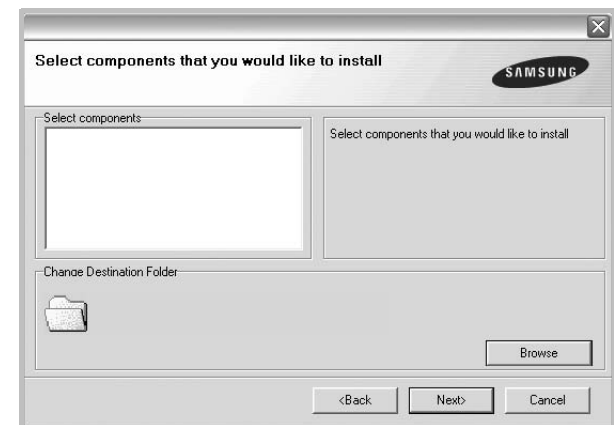 Select components that you would like to install
SAMSUNG
Select components
Select components that you would like to install
Change Destination Folder
Browse
<Back
Next>
Cancel